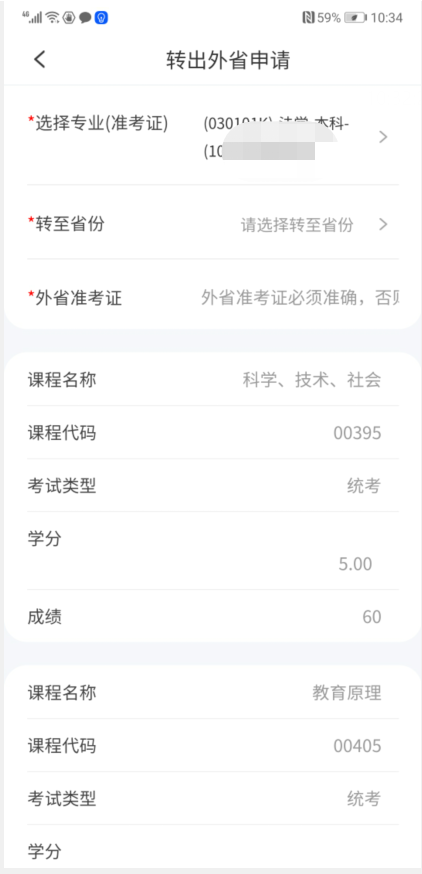 46 59% 10:34
转出外省申请
*选择专业(准考证) (030101K) 法学 本科-
(10
*转至省份 请选择转至省份
*外省准考证 外省准考证必须准确，否则
课程名称 科学、技术、社会
课程代码 00395
考试类型 统考
学分
5.00
成绩 60
课程名称 教育原理
课程代码 00405
考试类型 统考
学分